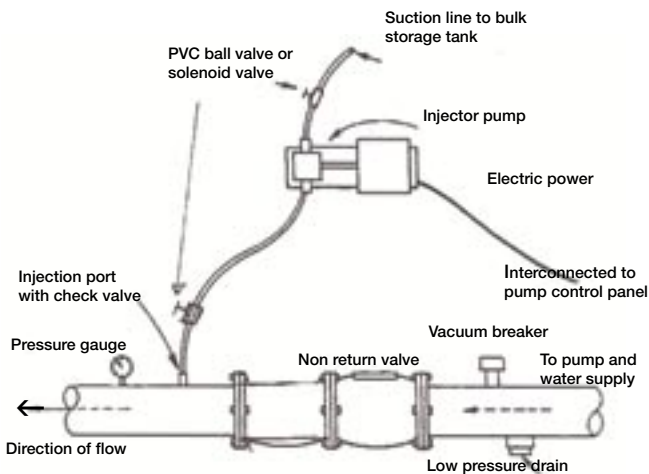 Suction line to bulk
storage tank
PVC ball valve or
solenoid valve
Injector pump
Electric power
Injection port
with check valve
Interconnected to
pump control panel
Pressure gauge
Non return valve
Vacuum breaker
To pump and
water supply
Direction of flow
Low pressure drain